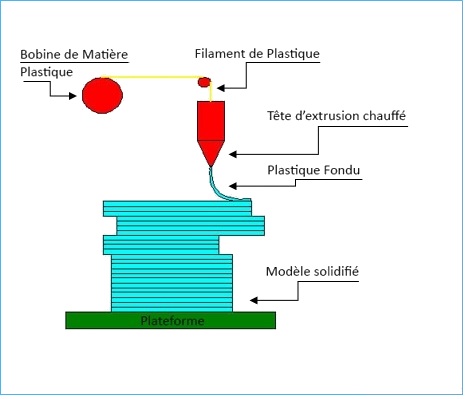 Bobine de Matière
Plastique
Filament de Plastique
Tête d’extrusion chauffé
Plastique Fondu
Modèle solidifié
Plateforme